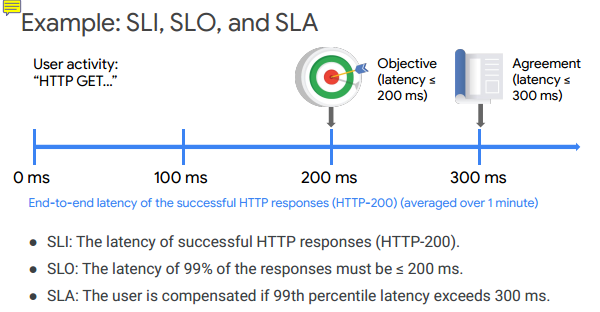 Example: SLI, SLO, and SLA
User activity:
“HTTP GET...”
Objective
(latency ≤
200 ms)
Agreement
(latency ≤
300 ms)
0 ms
100 ms
200 ms
300 ms
End-to-end latency of the successful HTTP responses (HTTP-200) (averaged over 1 minute)
● SLI: The latency of successful HTTP responses (HTTP-200).
● SLO: The latency of 99% of the responses must be ≤ 200 ms.
● SLA: The user is compensated if 99th percentile latency exceeds 300 ms.